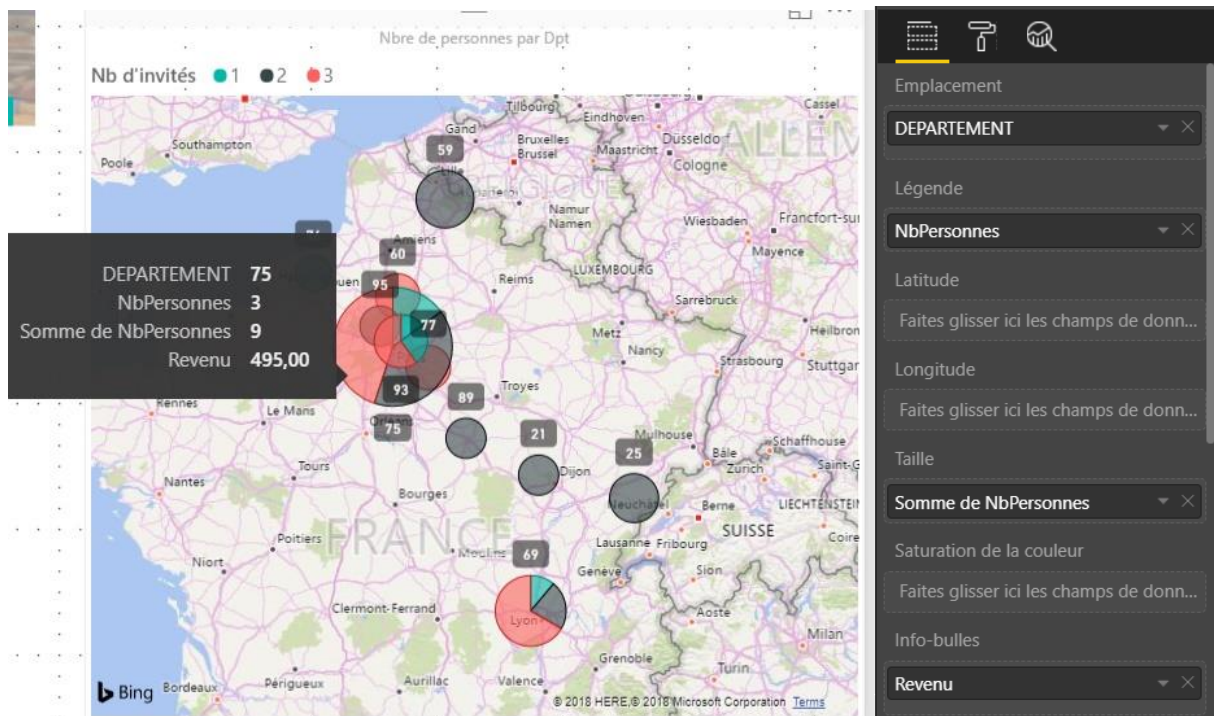 Nbre de personnes par Dpt
Nb d'invités 1 2 3
Tilbourg
Eindhoven
Cassel
Southampton
Gand
Bruxelles
Brussel
Maastricht
Düsseldorf
Poole
59
Cologne
BELGIQUE
Namur
Namen
Wiesbaden
Francfort-sur
Amiens
60
Mayence
LUXEMBOURG
95
Reims
Sarrebruck
DEPARTEMENT 75
NbPersonnes 3
Somme de NbPersonnes 9
Revenu 495,00
77
Metz
Heilbron
Nancy
Strasbourg
Stuttgar
93
89
Troyes
Rennes
Le Mans
75
21
Mulhouse
25
Schaffhouse
Bâle
Zurich
Saint-G
Tours
Dijon
Nantes
Bourges
Neuchâtel
Berne
LIECHTENSTEIN
FRANCE
SUISSE
Poitiers
Moulins
69
Lausanne
Fribourg
Coire
Niort
Genève
Sion
Clermont-Ferrand
Lyon
Aoste
Milan
Grenoble
Turin
Bing
Bordeaux
Périgueux
Aurillac
Valence
© 2018 HERE,© 2018 Microsoft Corporation Terms
Emplacement
DEPARTEMENT
Légende
NbPersonnes
Latitude
Faites glisser ici les champs de donn...
Longitude
Faites glisser ici les champs de donn...
Taille
Somme de NbPersonnes
Saturation de la couleur
Faites glisser ici les champs de donn...
Info-bulles
Revenu